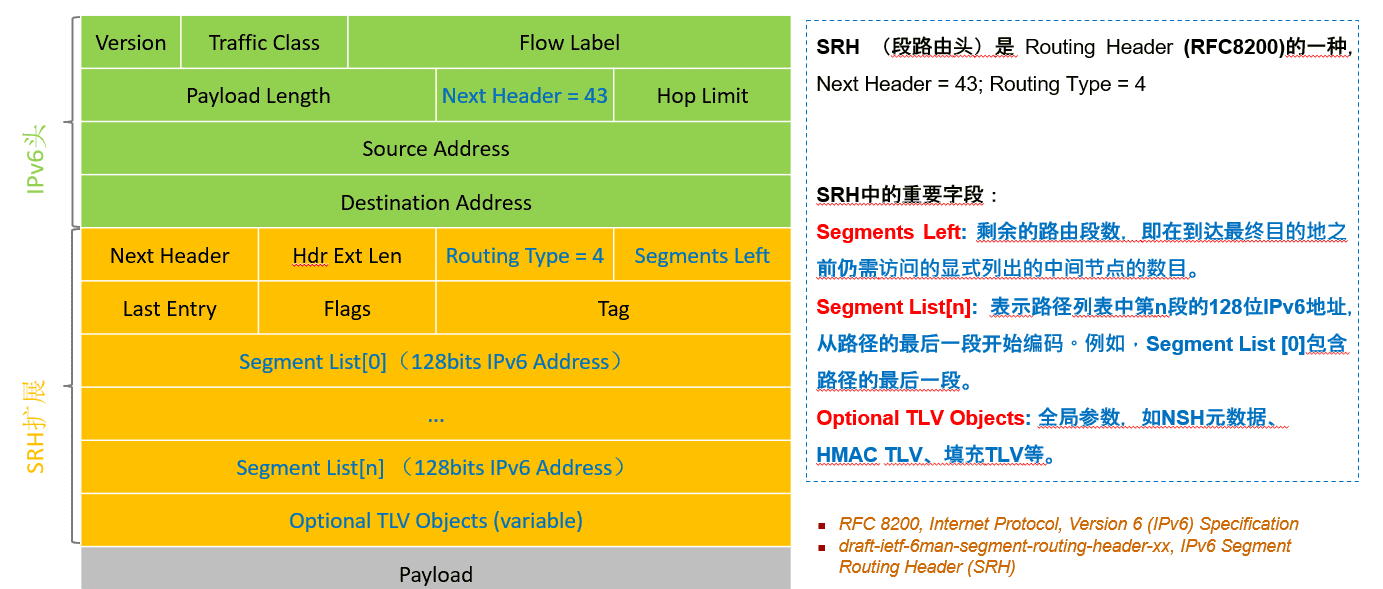 Version Traffic Class Flow Label
Payload Length Next Header = 43 Hop Limit
Source Address
Destination Address
IPv6头
Next Header Hdr Ext Len Routing Type = 4 Segments Left
Last Entry Flags Tag
Segment List[0]（128bits IPv6 Address）
...
Segment List[n] （128bits IPv6 Address）
Optional TLV Objects (variable)
SRH扩展
Payload
SRH （段路由头）是 Routing Header (RFC8200)的一种,
Next Header = 43; Routing Type = 4
SRH中的重要字段：
Segments Left: 剩余的路由段数，即在到达最终目的地之
前仍需访问的显式列出的中间节点的数目。
Segment List[n]: 表示路径列表中第n段的128位IPv6地址,
从路径的最后一段开始编码。例如，Segment List [0]包含
路径的最后一段。
Optional TLV Objects: 全局参数，如NSH元数据、
HMAC TLV、填充TLV等。
RFC 8200, Internet Protocol, Version 6 (IPv6) Specification
draft-ietf-6man-segment-routing-header-xx, IPv6 Segment
Routing Header (SRH)